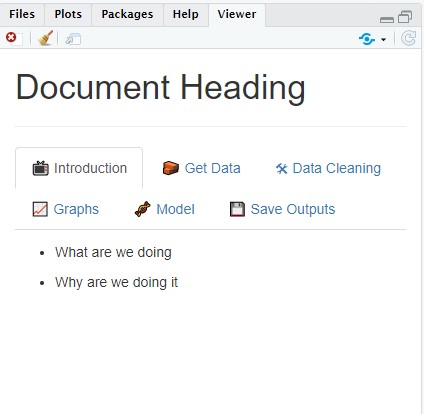 Files Plots Packages Help Viewer
Document Heading
Introduction Get Data Data Cleaning
Graphs Model Save Outputs
What are we doing
Why are we doing it